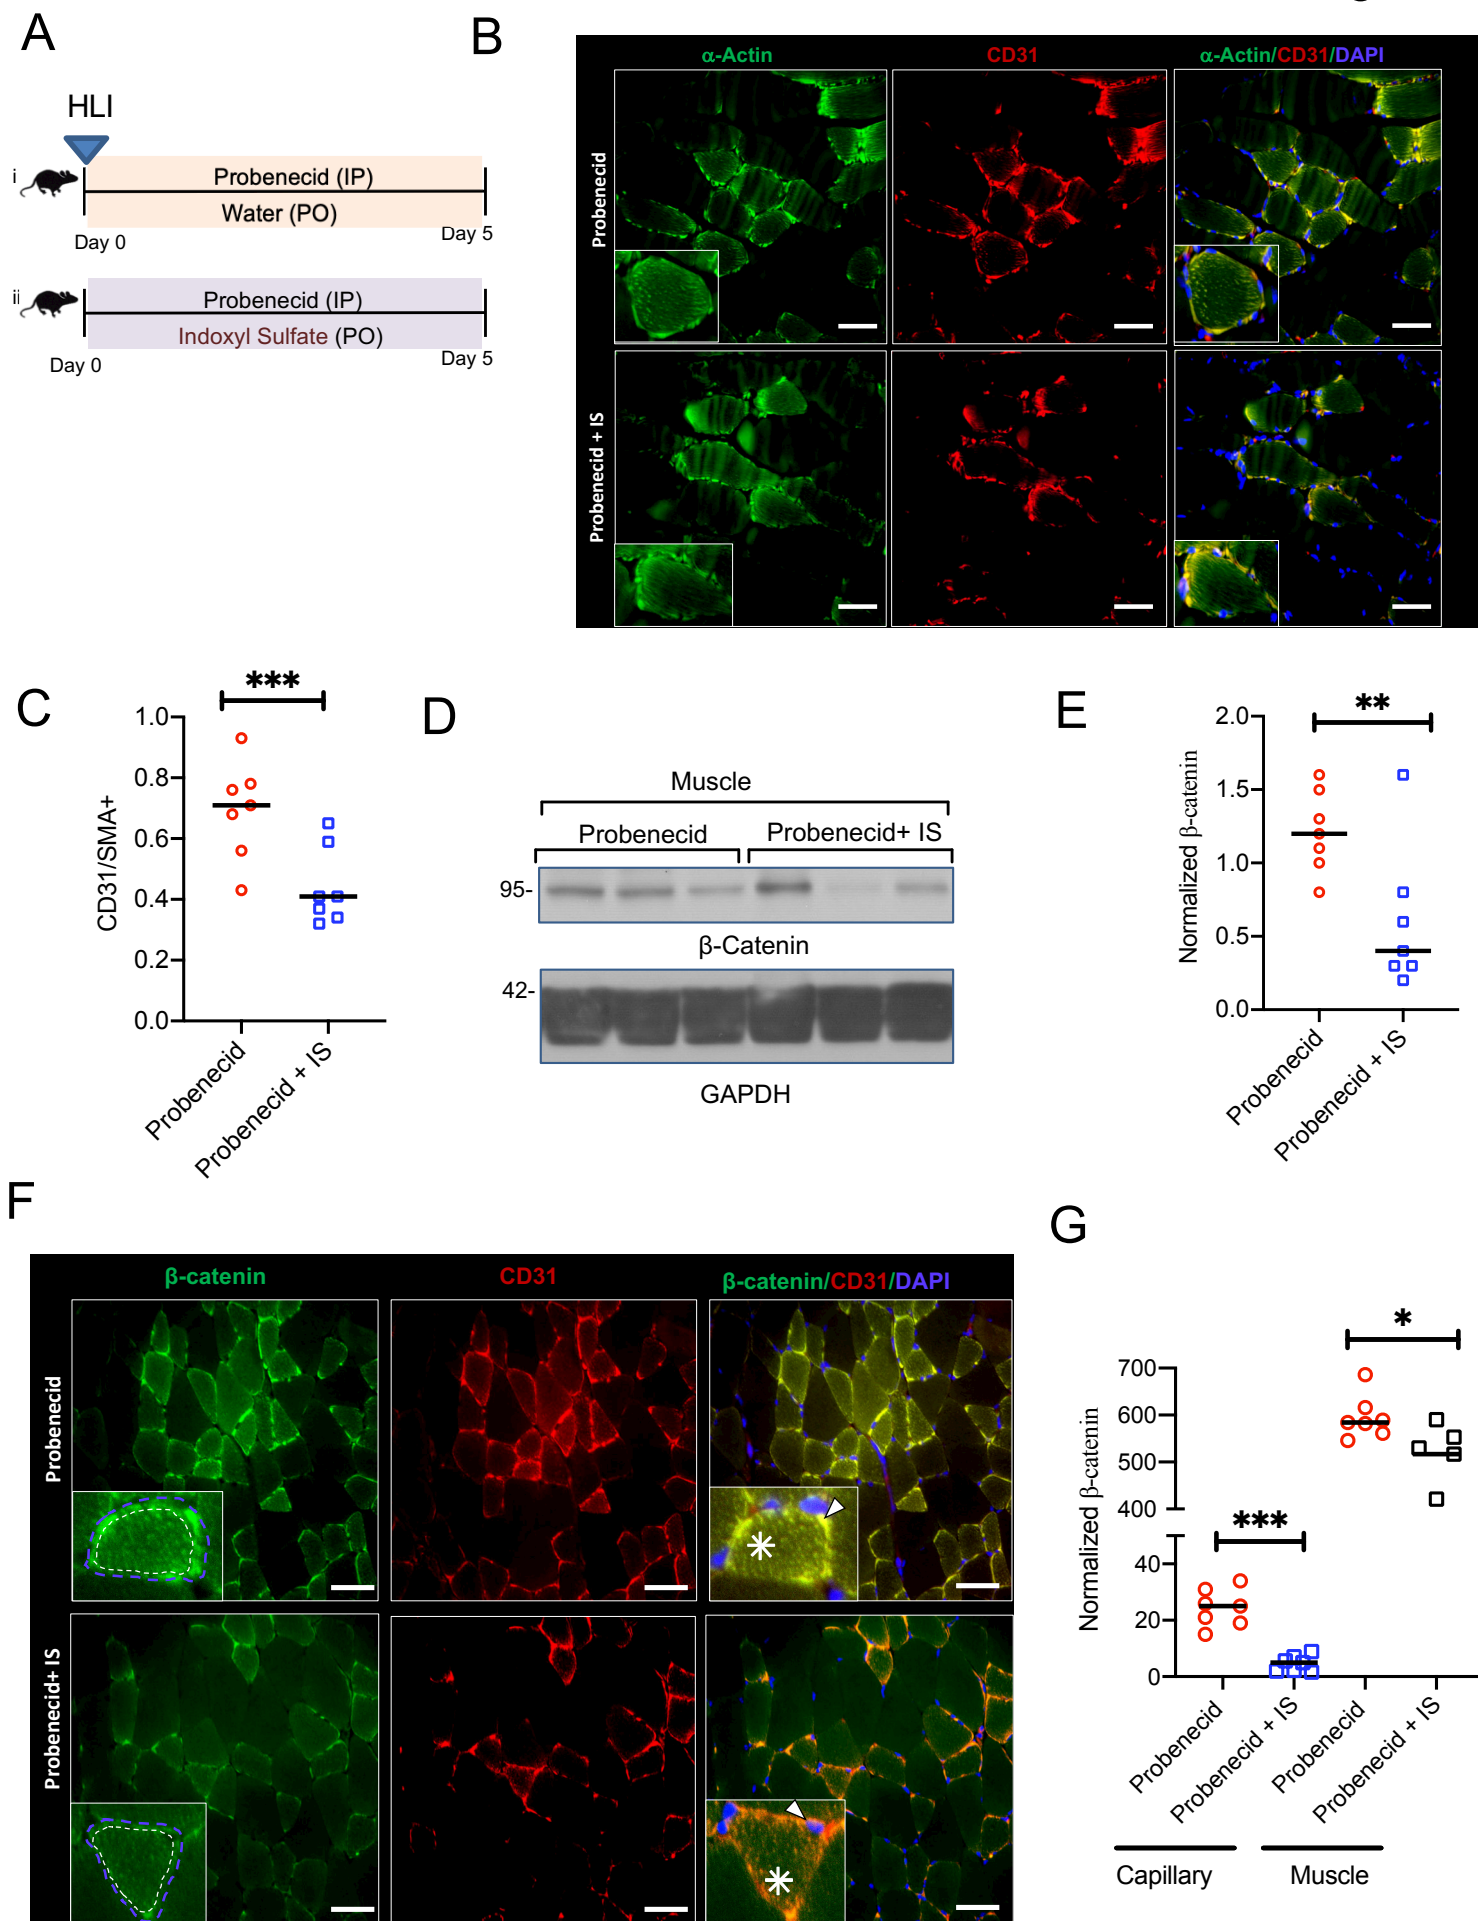 A
HLI
i
Probenecid (IP)
Water (PO)
Day 0
Day 5
ii
Probenecid (IP)
Indoxyl Sulfate (PO)
Day 0
Day 5
B
α-Actin
CD31
α-Actin/CD31/DAPI
Probenecid
Probenecid + IS
C
***
CD31/SMA+
1.0
0.8
0.6
0.4
0.2
0.0
Probenecid
Probenecid + IS
D
Muscle
Probenecid
Probenecid+ IS
95-
β-Catenin
42-
GAPDH
E
**
Normalized β-catenin
2.0
1.5
1.0
0.5
0.0
Probenecid
Probenecid + IS
F
β-catenin
CD31
β-catenin/CD31/DAPI
Probenecid
Probenecid+ IS
G
*
***
Normalized β-catenin
700
600
500
400
40
20
0
Probenecid
Probenecid + IS
Probenecid
Probenecid + IS
Capillary
Muscle